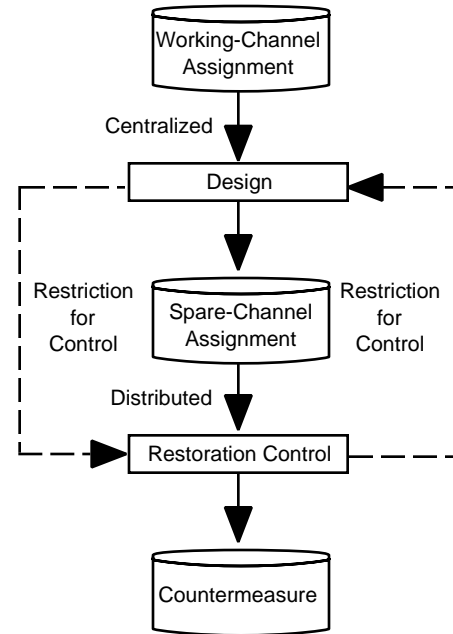 Working-Channel
Assignment
Centralized
Design
Restriction
for
Control
Spare-Channel
Assignment
Restriction
for
Control
Distributed
Restoration Control
Countermeasure